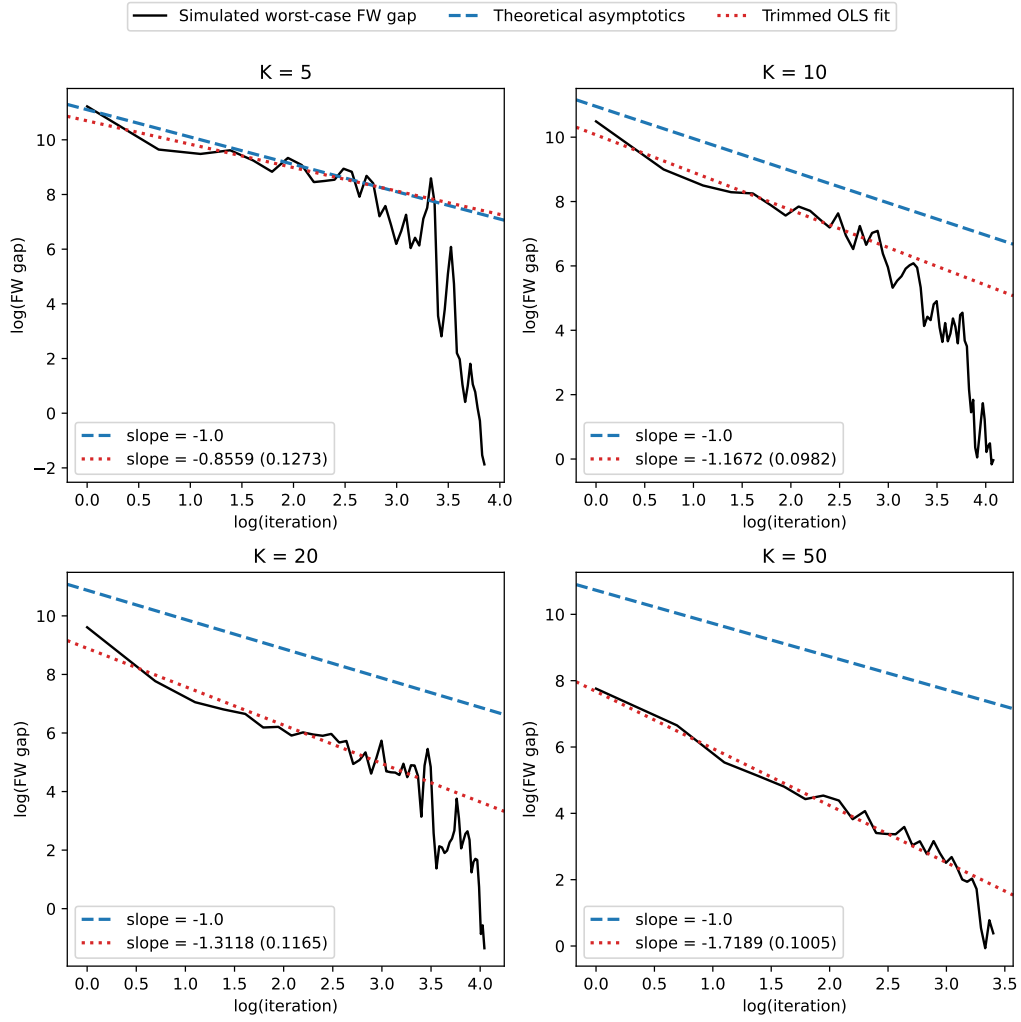 Simulated worst-case FW gap Theoretical asymptotics Trimmed OLS fit
K = 5
log(FW gap)
10
8
6
4
2
0
−2
slope = -1.0
slope = -0.8559 (0.1273)
0.0 0.5 1.0 1.5 2.0 2.5 3.0 3.5 4.0
log(iteration)
K = 10
log(FW gap)
10
8
6
4
2
0
slope = -1.0
slope = -1.1672 (0.0982)
0.0 0.5 1.0 1.5 2.0 2.5 3.0 3.5 4.0
log(iteration)
K = 20
log(FW gap)
10
8
6
4
2
0
slope = -1.0
slope = -1.3118 (0.1165)
0.0 0.5 1.0 1.5 2.0 2.5 3.0 3.5 4.0
log(iteration)
K = 50
log(FW gap)
10
8
6
4
2
0
slope = -1.0
slope = -1.7189 (0.1005)
0.0 0.5 1.0 1.5 2.0 2.5 3.0 3.5
log(iteration)